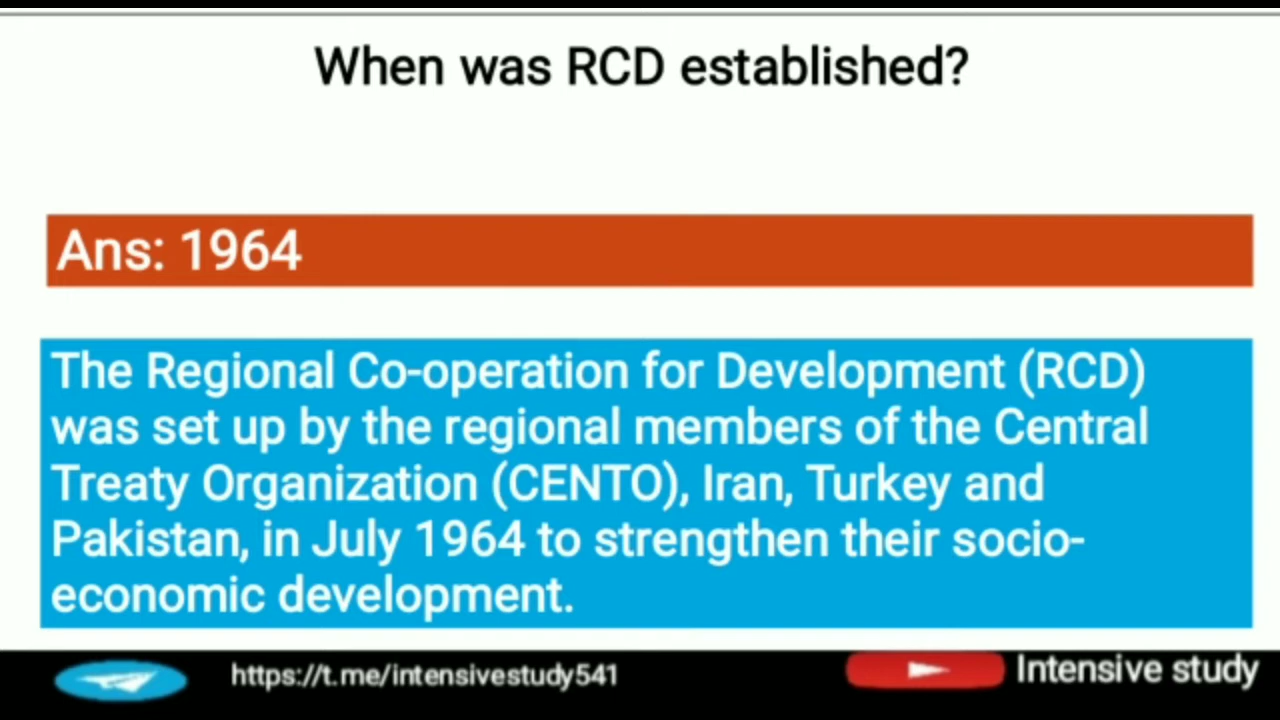 When was RCD established?
Ans: 1964
The Regional Co-operation for Development (RCD)
was set up by the regional members of the Central
Treaty Organization (CENTO), Iran, Turkey and
Pakistan, in July 1964 to strengthen their socio-
economic development.
https://t.me/intensivestudy541
Intensive study